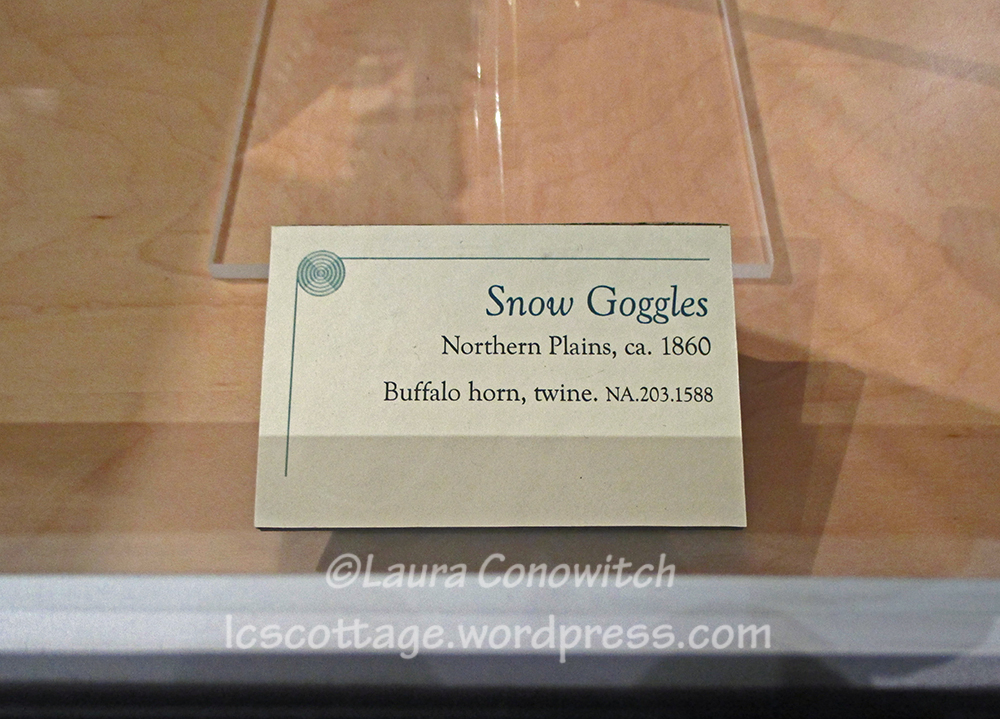 Snow Goggles
Northern Plains, ca. 1860
Buffalo horn, twine. NA.203.1588
©Laura Conowitch
lcscottage.wordpress.com